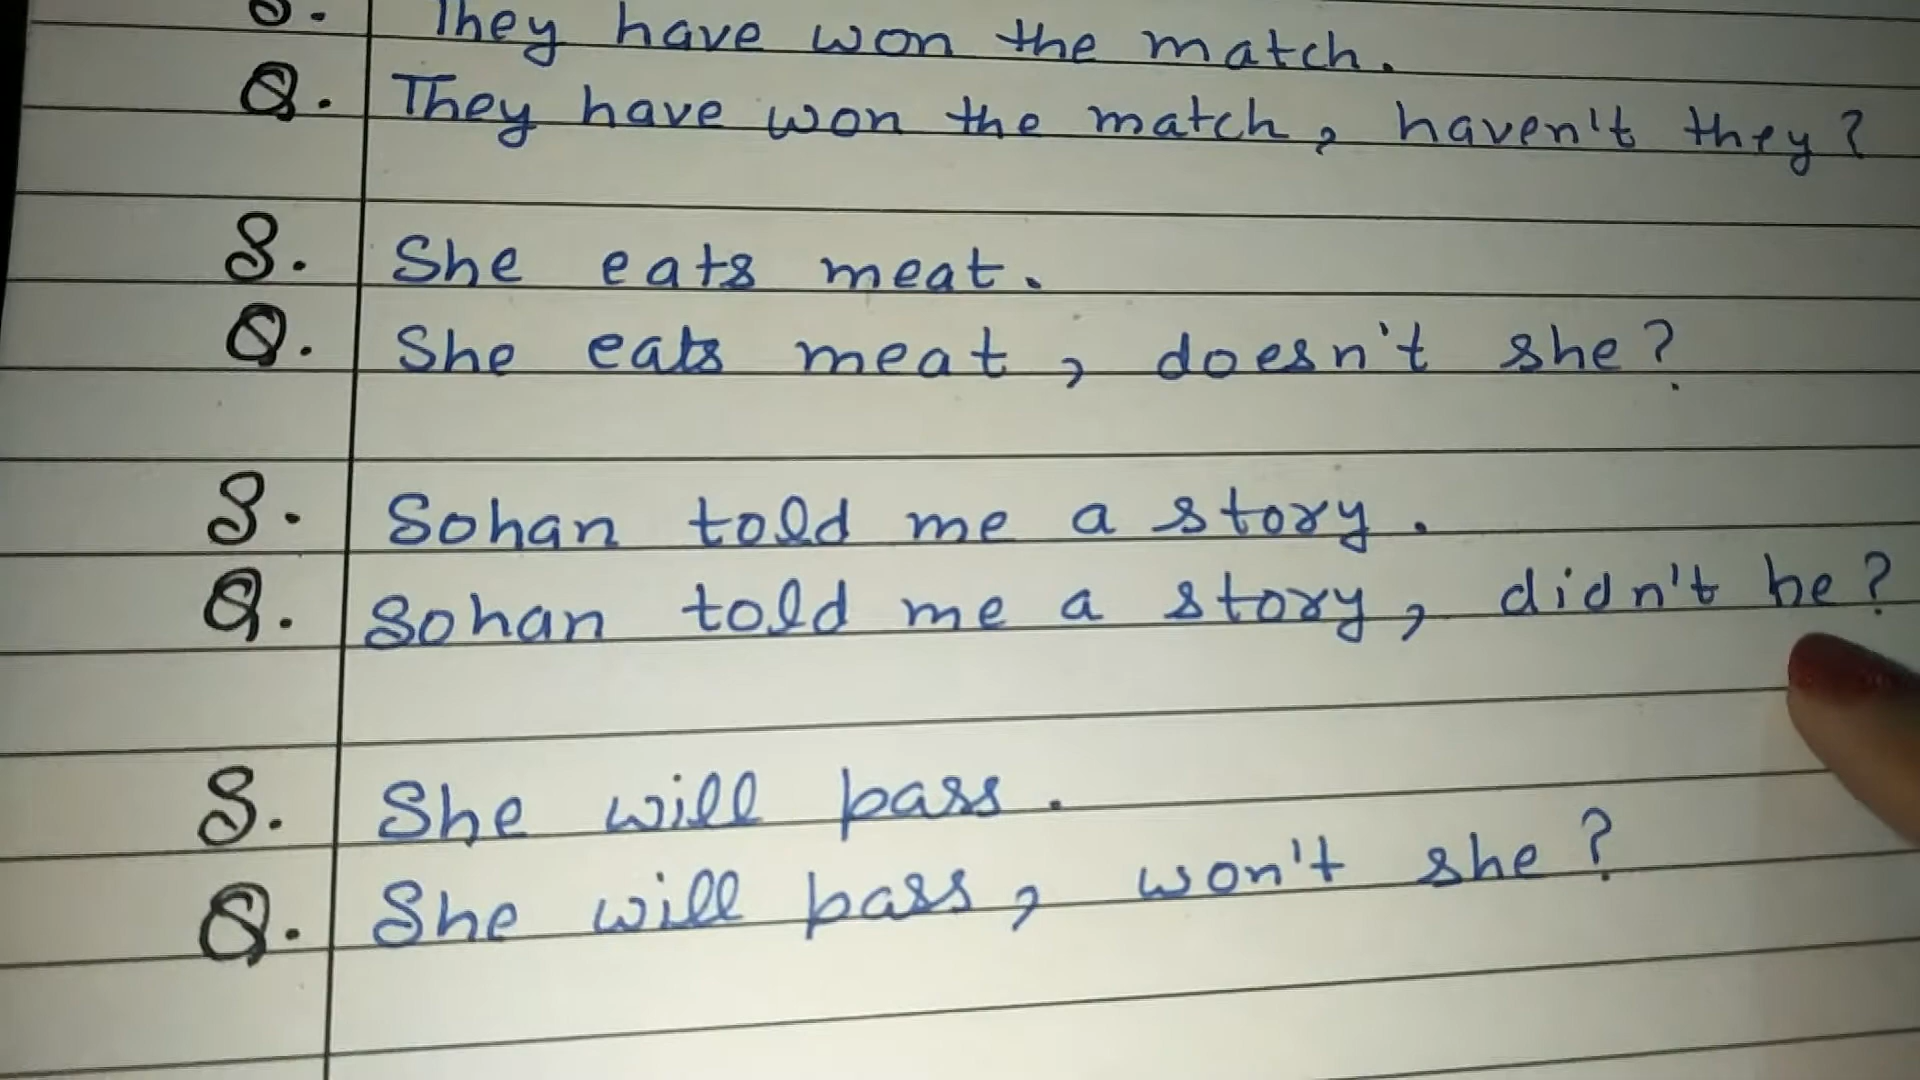 S. They have won the match.
Q. They have won the match, haven't they?
S. She eats meat.
Q. She eats meat, doesn't she?
S. Sohan told me a story.
Q. Sohan told me a story, didn't he?
S. She will pass.
Q. She will pass, won't she?